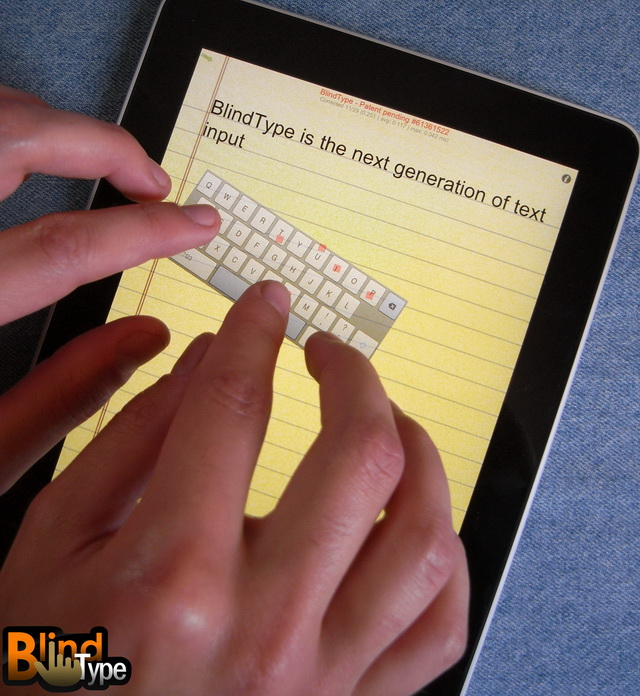 BlindType - Patent pending #61361522
BlindType is the next generation of text
input
Q W E R T Y U I O P
D F G H J K L
X C V M ! ?
Blind
Type